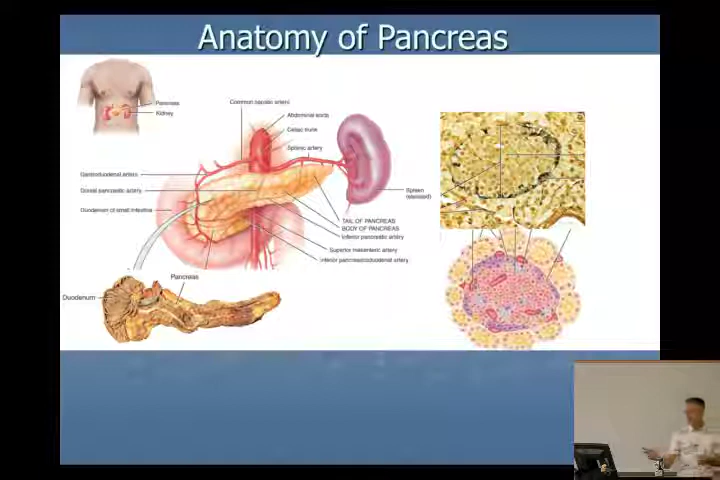 Anatomy of Pancreas
Pancreas
Kidney
Common hepatic artery
Abdominal aorta
Celiac trunk
Splenic artery
Gastroduodenal artery
Dorsal pancreatic artery
Duodenum of small intestine
Spleen
(elevated)
TAIL OF PANCREAS
BODY OF PANCREAS
Inferior pancreatic artery
Superior mesenteric artery
Inferior pancreaticoduodenal artery
Pancreas
Duodenum